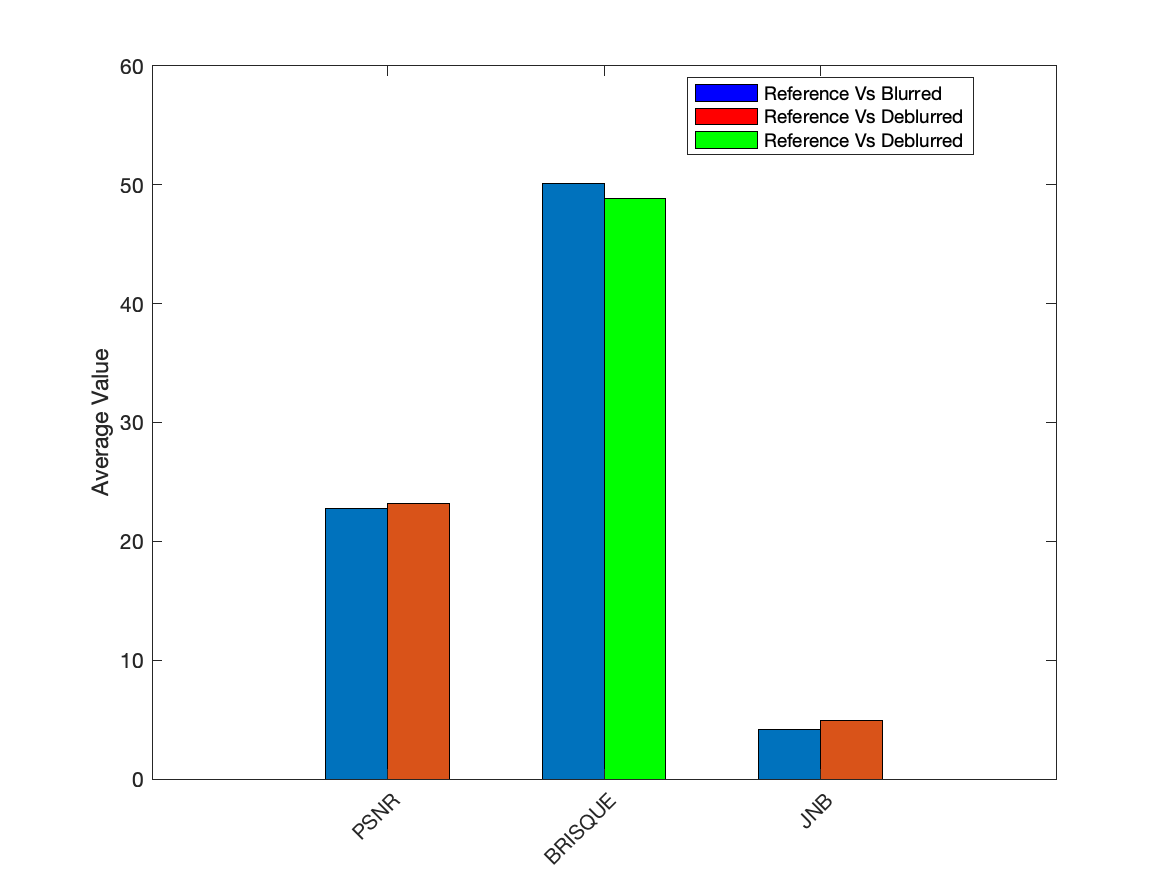 60
50
40
30
20
10
0
Average Value
Reference Vs Blurred
Reference Vs Deblurred
Reference Vs Deblurred
PSNR
BRISQUE
JNB